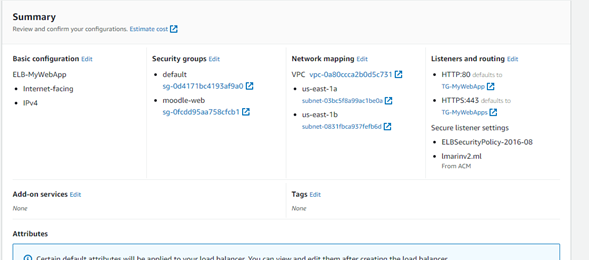 Summary
Review and confirm your configurations. Estimate cost
Basic configuration Edit
ELB-MyWebApp
Internet-facing
IPv4
Security groups Edit
default
sg-0d4171bc4193af9a0
moodle-web
sg-0fcdd95aa758cfcb1
Network mapping Edit
VPC vpc-0a80ccca2b0d5c731
us-east-1a
subnet-03bc5f8a99ac1be0a
us-east-1b
subnet-0831fbca937fefb6d
Listeners and routing Edit
HTTP:80 defaults to
TG-MyWebApp
HTTPS:443 defaults to
TG-MyWebApps
Secure listener settings
ELBSecurityPolicy-2016-08
lmarinv2.ml
From ACM
Add-on services Edit
None
Tags Edit
None
Attributes
Certain default attributes will be applied to your load balancer. You can view and edit them after creating the load balancer.